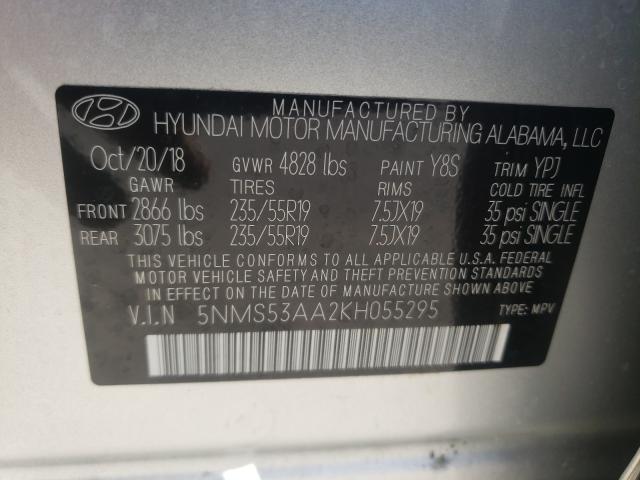 MANUFACTURED BY
HYUNDAI MOTOR MANUFACTURING ALABAMA, LLC
Oct/20/18 GVWR 4828 lbs PAINT Y8S TRIM YPJ
GAWR TIRES RIMS COLD TIRE INFL
FRONT 2866 lbs 235/55R19 7.5JX19 35 psi SINGLE
REAR 3075 lbs 235/55R19 7.5JX19 35 psi SINGLE
THIS VEHICLE CONFORMS TO ALL APPLICABLE U.S.A. FEDERAL
MOTOR VEHICLE SAFETY AND THEFT PREVENTION STANDARDS
IN EFFECT ON THE DATE OF MANUFACTURE SHOWN ABOVE.
V.I.N 5NMS53AA2KH055295 TYPE: MPV